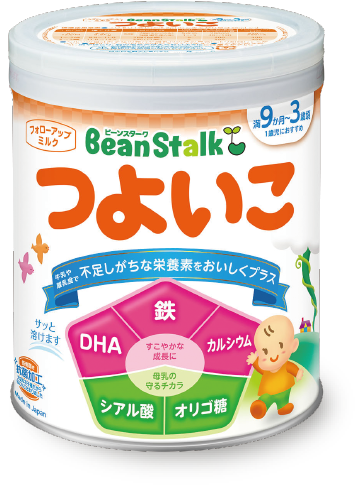 フォローアップ
ミルク
ビーンスターク
BeanStalk
満9か月〜3歳頃
1歳児におすすめ
つよいこ
牛乳や
離乳食で
不足しがちな栄養素をおいしくプラス
サッと
溶けます
鉄
DHA
カルシウム
すこやかな
成長に
母乳の
守るチカラ
シアル酸
オリゴ糖
抗菌加工
Made in Japan